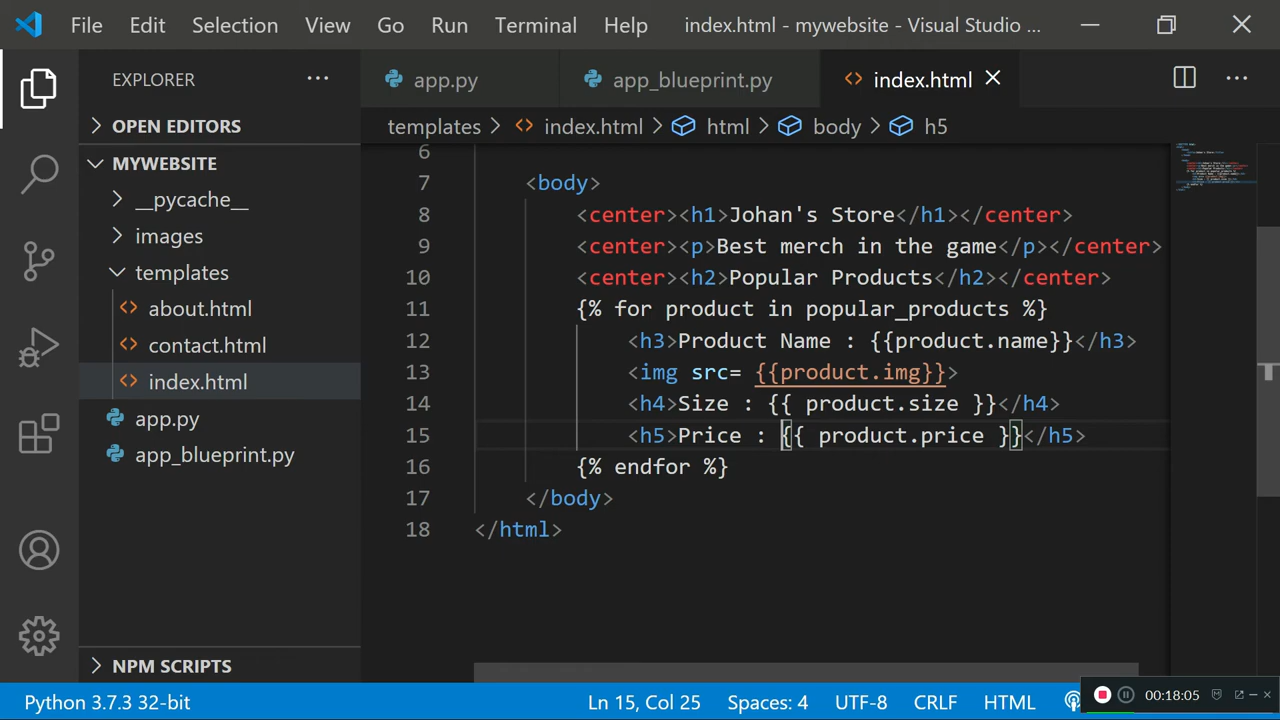 File Edit Selection View Go Run Terminal Help index.html - mywebsite - Visual Studio ...
EXPLORER
app.py app_blueprint.py index.html
OPEN EDITORS
templates index.html html body h5
MYWEBSITE
__pycache__
images
templates
about.html
contact.html
index.html
app.py
app_blueprint.py
NPM SCRIPTS
6
7 <body>
8 <center><h1>Johan's Store</h1></center>
9 <center><p>Best merch in the game</p></center>
10 <center><h2>Popular Products</h2></center>
11 {% for product in popular_products %}
12 <h3>Product Name : {{product.name}}</h3>
13 <img src= {{product.img}}>
14 <h4>Size : {{ product.size }}</h4>
15 <h5>Price : {{ product.price }}</h5>
16 {% endfor %}
17 </body>
18 </html>
Python 3.7.3 32-bit Ln 15, Col 25 Spaces: 4 UTF-8 CRLF HTML 00:18:05